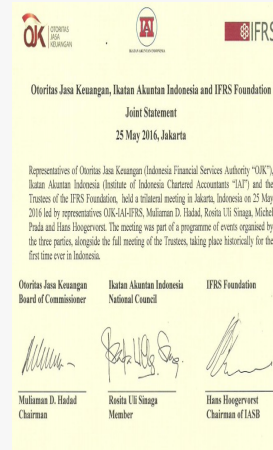 OJK OTORITAS
JASA
KEUANGAN
IAI
IKATAN AKUNTAN INDONESIA
IFRS
Otoritas Jasa Keuangan, Ikatan Akuntan Indonesia and IFRS Foundation
Joint Statement
25 May 2016, Jakarta
Representatives of Otoritas Jasa Keuangan (Indonesia Financial Services Authority “OJK”),
Ikatan Akuntan Indonesia (Institute of Indonesia Chartered Accountants “IAI”) and the
Trustees of the IFRS Foundation, held a trilateral meeting in Jakarta, Indonesia on 25 May
2016 led by representatives OJK-IAI-IFRS, Muliaman D. Hadad, Rosita Uli Sinaga, Michel
Prada and Hans Hoogervorst. The meeting was part of a programme of events organised by
the three parties, alongside the full meeting of the Trustees, taking place historically for the
first time ever in Indonesia.
Otoritas Jasa Keuangan Ikatan Akuntan Indonesia IFRS Foundation
Board of Commissioner National Council
Muliaman D. Hadad Rosita Uli Sinaga Hans Hoogervorst
Chairman Member Chairman of IASB